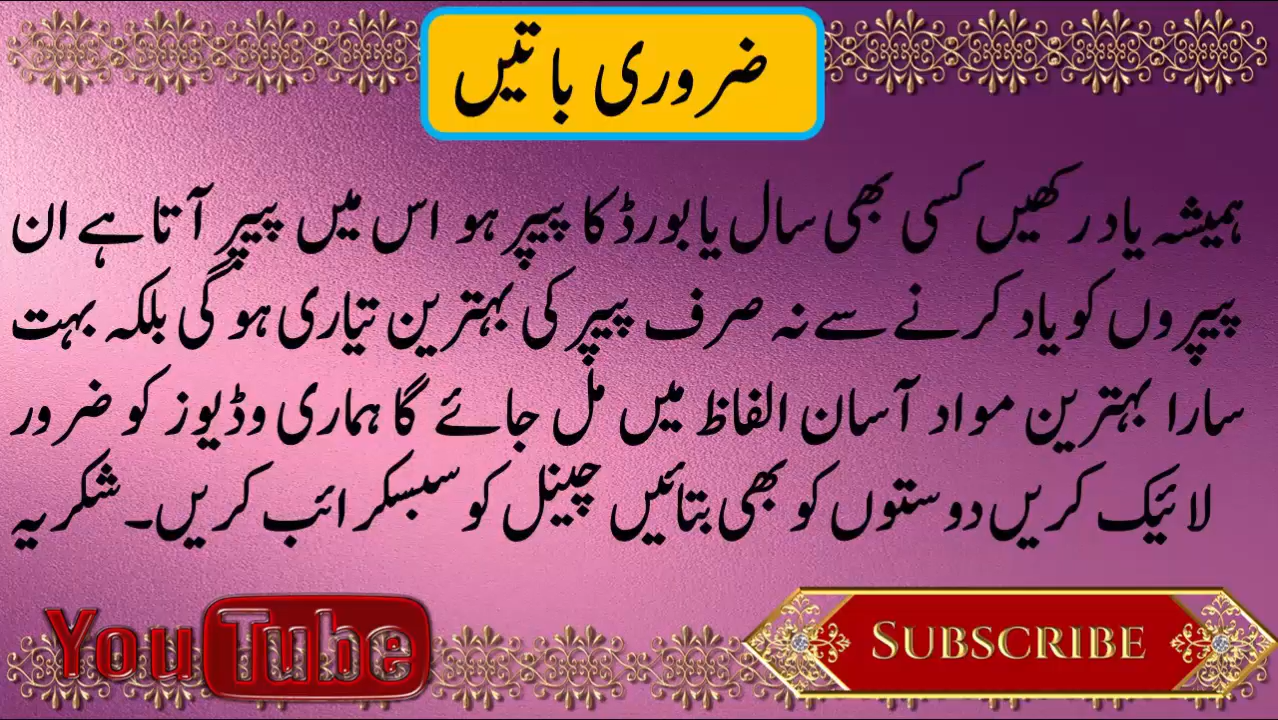 ضروری باتیں
ہمیشہ یاد رکھیں کسی بھی سال یا بورڈ کا پیپر ہو اس میں پیپر آتا ہے ان
پیپروں کو یاد کرنے سے نہ صرف پیپر کی بہترین تیاری ہو گی بلکہ بہت
سارا بہترین مواد آسان الفاظ میں مل جائے گا ہماری وڈیوز کو ضرور
لائیک کریں دوستوں کو بھی بتائیں چینل کو سبسکرائب کریں۔ شکریہ
YouTube
SUBSCRIBE